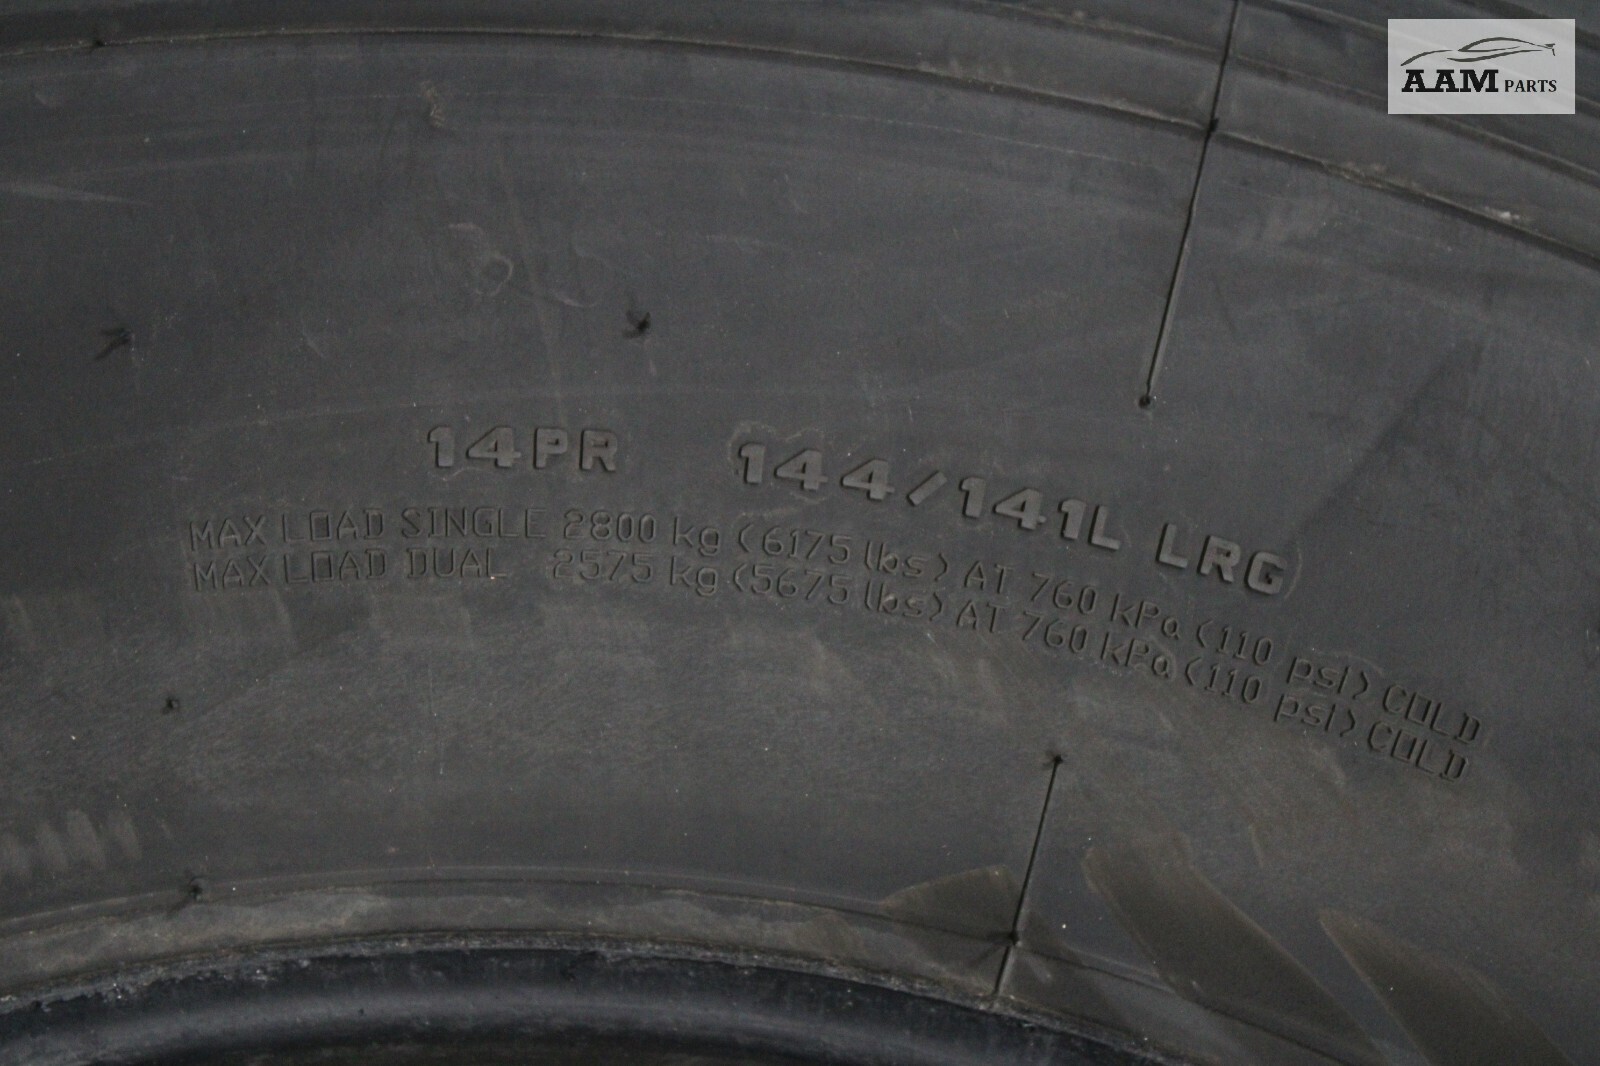 AAM PARTS
14PR 144/141L LRG
MAX LOAD SINGLE 2800 kg (6175 lbs) AT 760 kPa (110 psi) COLD
MAX LOAD DUAL 2575 kg (5675 lbs) AT 760 kPa (110 psi) COLD